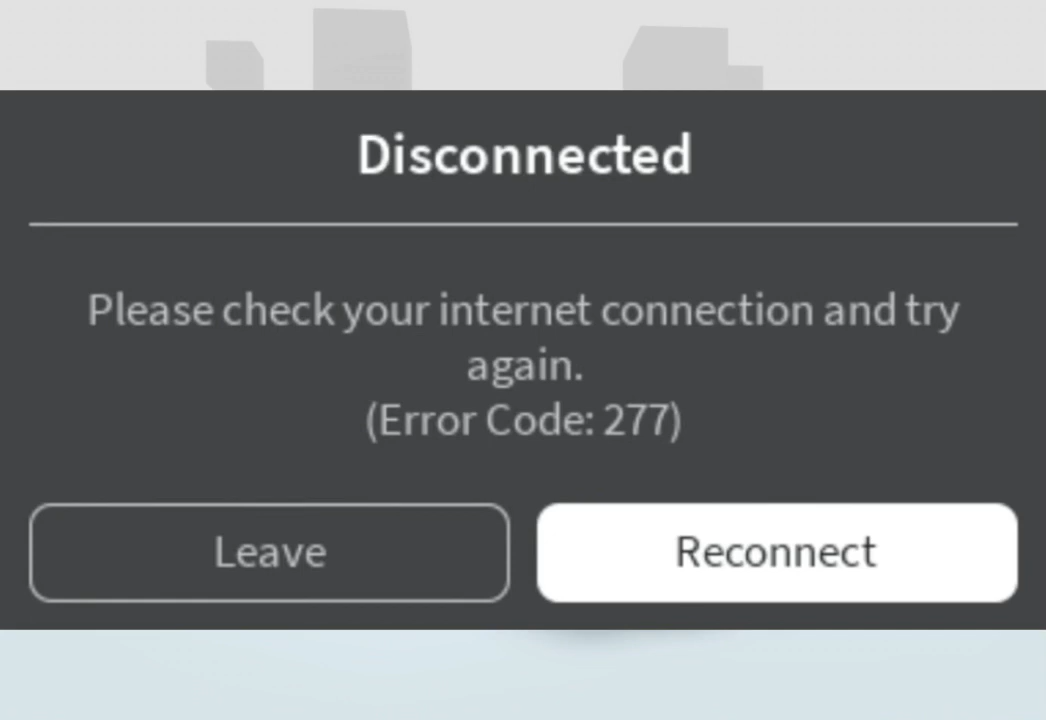 Disconnected
Please check your internet connection and try
again.
(Error Code: 277)
Leave
Reconnect